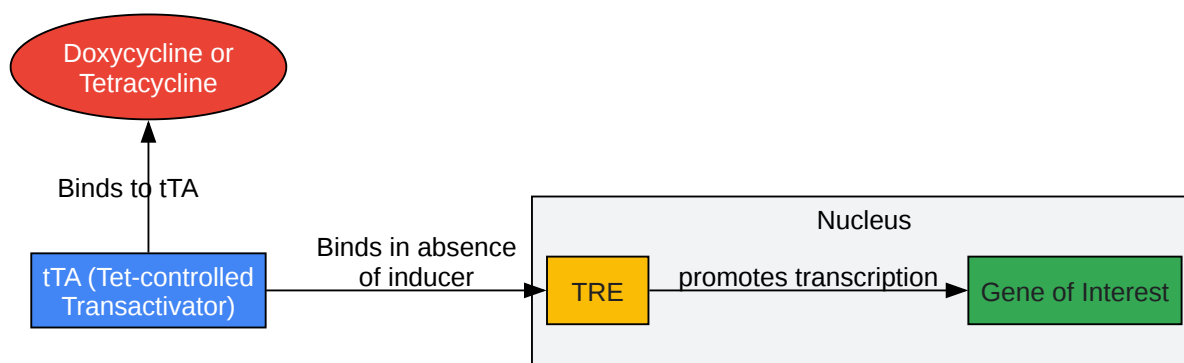 Doxycycline or
Tetracycline
Binds to tTA
tTA (Tet-controlled
Transactivator)
Binds in absence
of inducer
Nucleus
TRE
promotes transcription
Gene of Interest